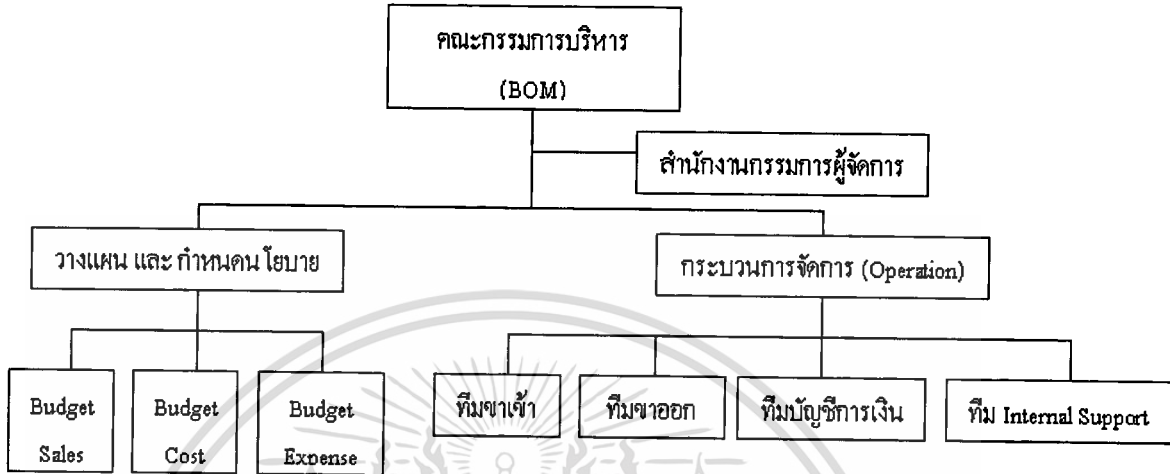 คณะกรรมการบริหาร
(BOM)
สำนักงานกรรมการผู้จัดการ
วางแผน และ กำหนดนโยบาย
กระบวนการจัดการ (Operation)
Budget
Sales
Budget
Cost
Budget
Expense
ทีมขาเข้า
ทีมขาออก
ทีมบัญชีการเงิน
ทีม Internal Support